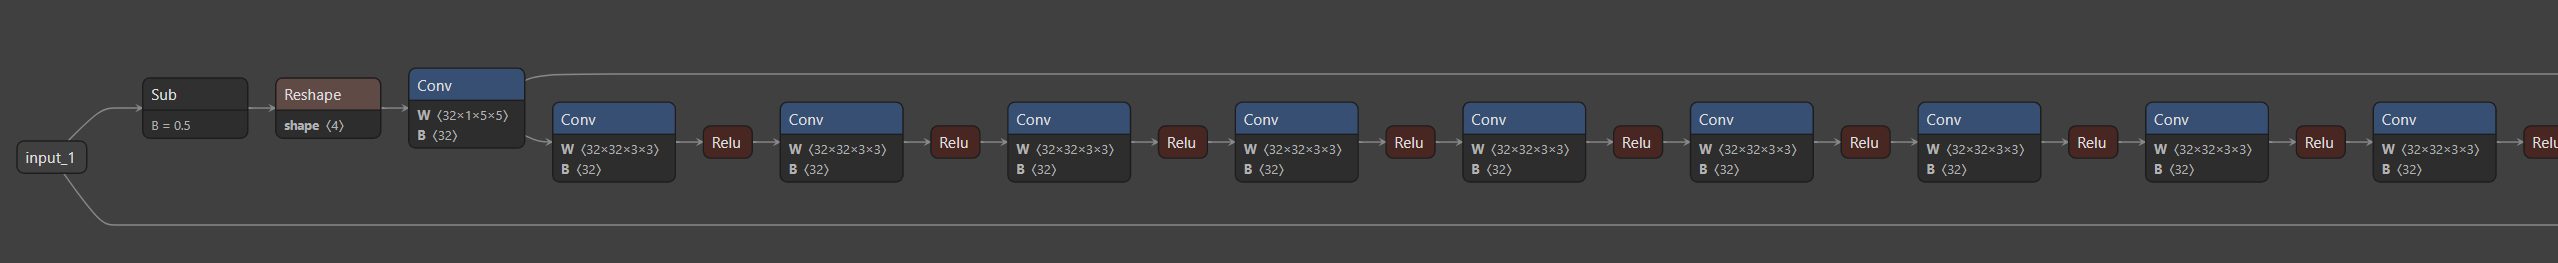 input_1
Sub
B = 0.5
Reshape
shape 〈4〉
Conv
W 〈32×1×5×5〉
B 〈32〉
Conv
W 〈32×32×3×3〉
B 〈32〉
Relu
Conv
W 〈32×32×3×3〉
B 〈32〉
Relu
Conv
W 〈32×32×3×3〉
B 〈32〉
Relu
Conv
W 〈32×32×3×3〉
B 〈32〉
Relu
Conv
W 〈32×32×3×3〉
B 〈32〉
Relu
Conv
W 〈32×32×3×3〉
B 〈32〉
Relu
Conv
W 〈32×32×3×3〉
B 〈32〉
Relu
Conv
W 〈32×32×3×3〉
B 〈32〉
Relu
Conv
W 〈32×32×3×3〉
B 〈32〉
Relu